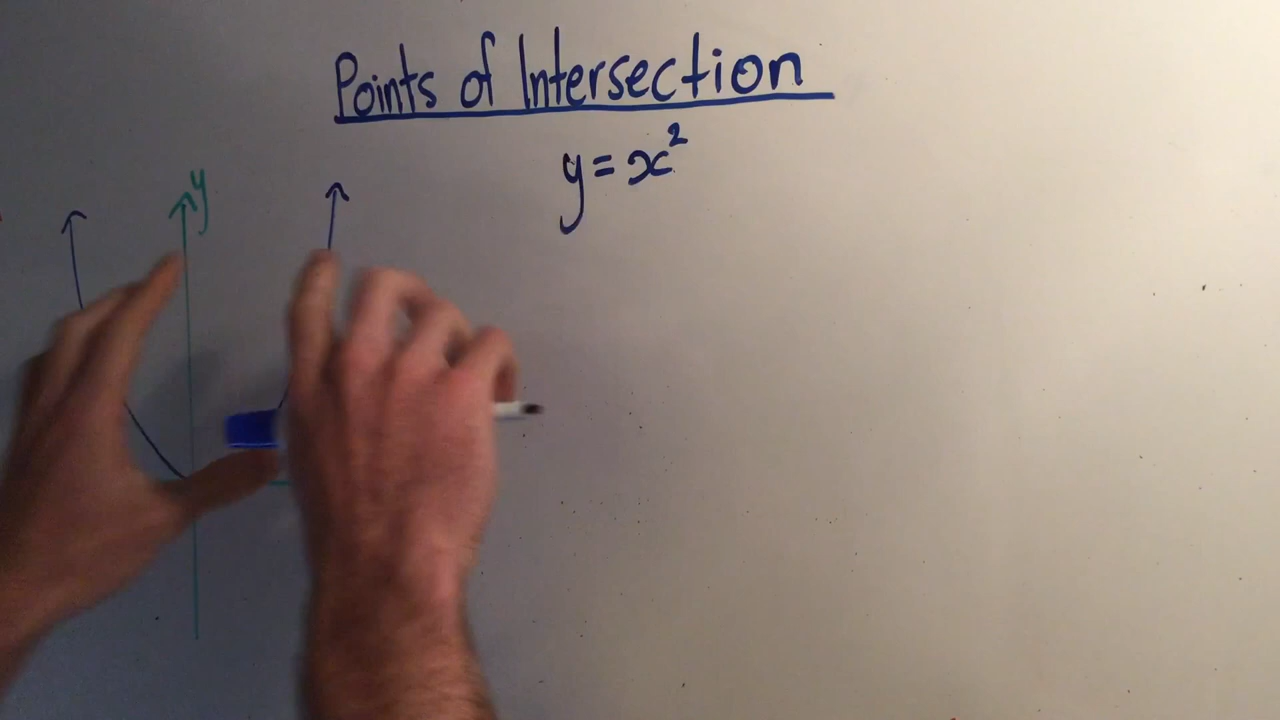 Points of Intersection
y = x²
y